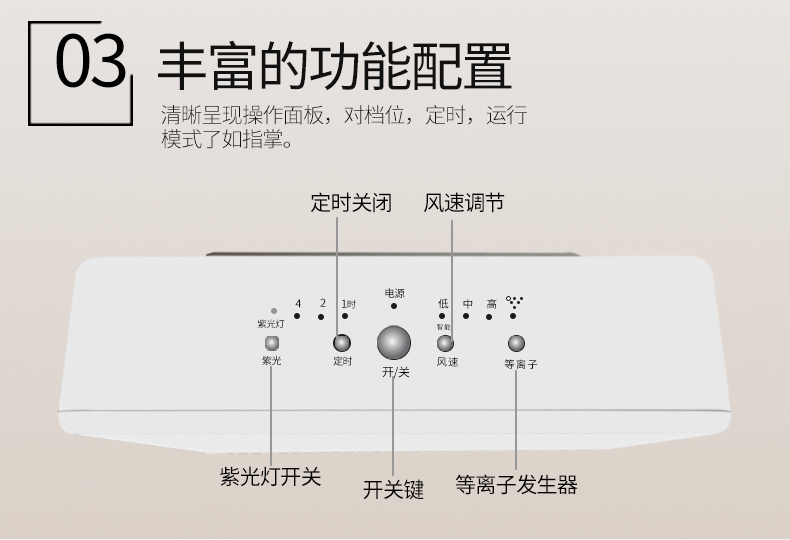 03
丰富的功能配置
清晰呈现操作面板，对档位，定时，运行
模式了如指掌。
定时关闭
风速调节
电源
4 2 1时
低 中 高
紫光灯
智能
紫光
定时
开/关
风速
等离子
紫光灯开关
开关键
等离子发生器